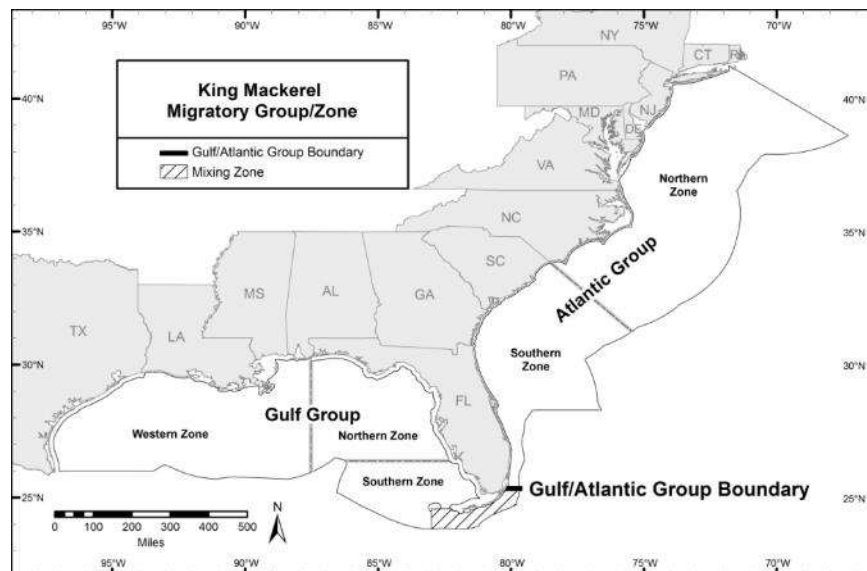 95°W 90°W 85°W 80°W 75°W 70°W
King Mackerel
Migratory Group/Zone
Gulf/Atlantic Group Boundary
Mixing Zone
NY
CT
RI
PA
40°N
40°N
NJ
MD
DE
VA
Northern
Zone
NC
35°N
35°N
SC
Atlantic Group
MS
AL
GA
TX
LA
Southern
Zone
30°N
30°N
FL
Gulf Group
Western Zone
Northern Zone
Southern Zone
25°N
25°N
Gulf/Atlantic Group Boundary
0 100 200 300 400 500
Miles
N
95°W 90°W 85°W 80°W 75°W 70°W